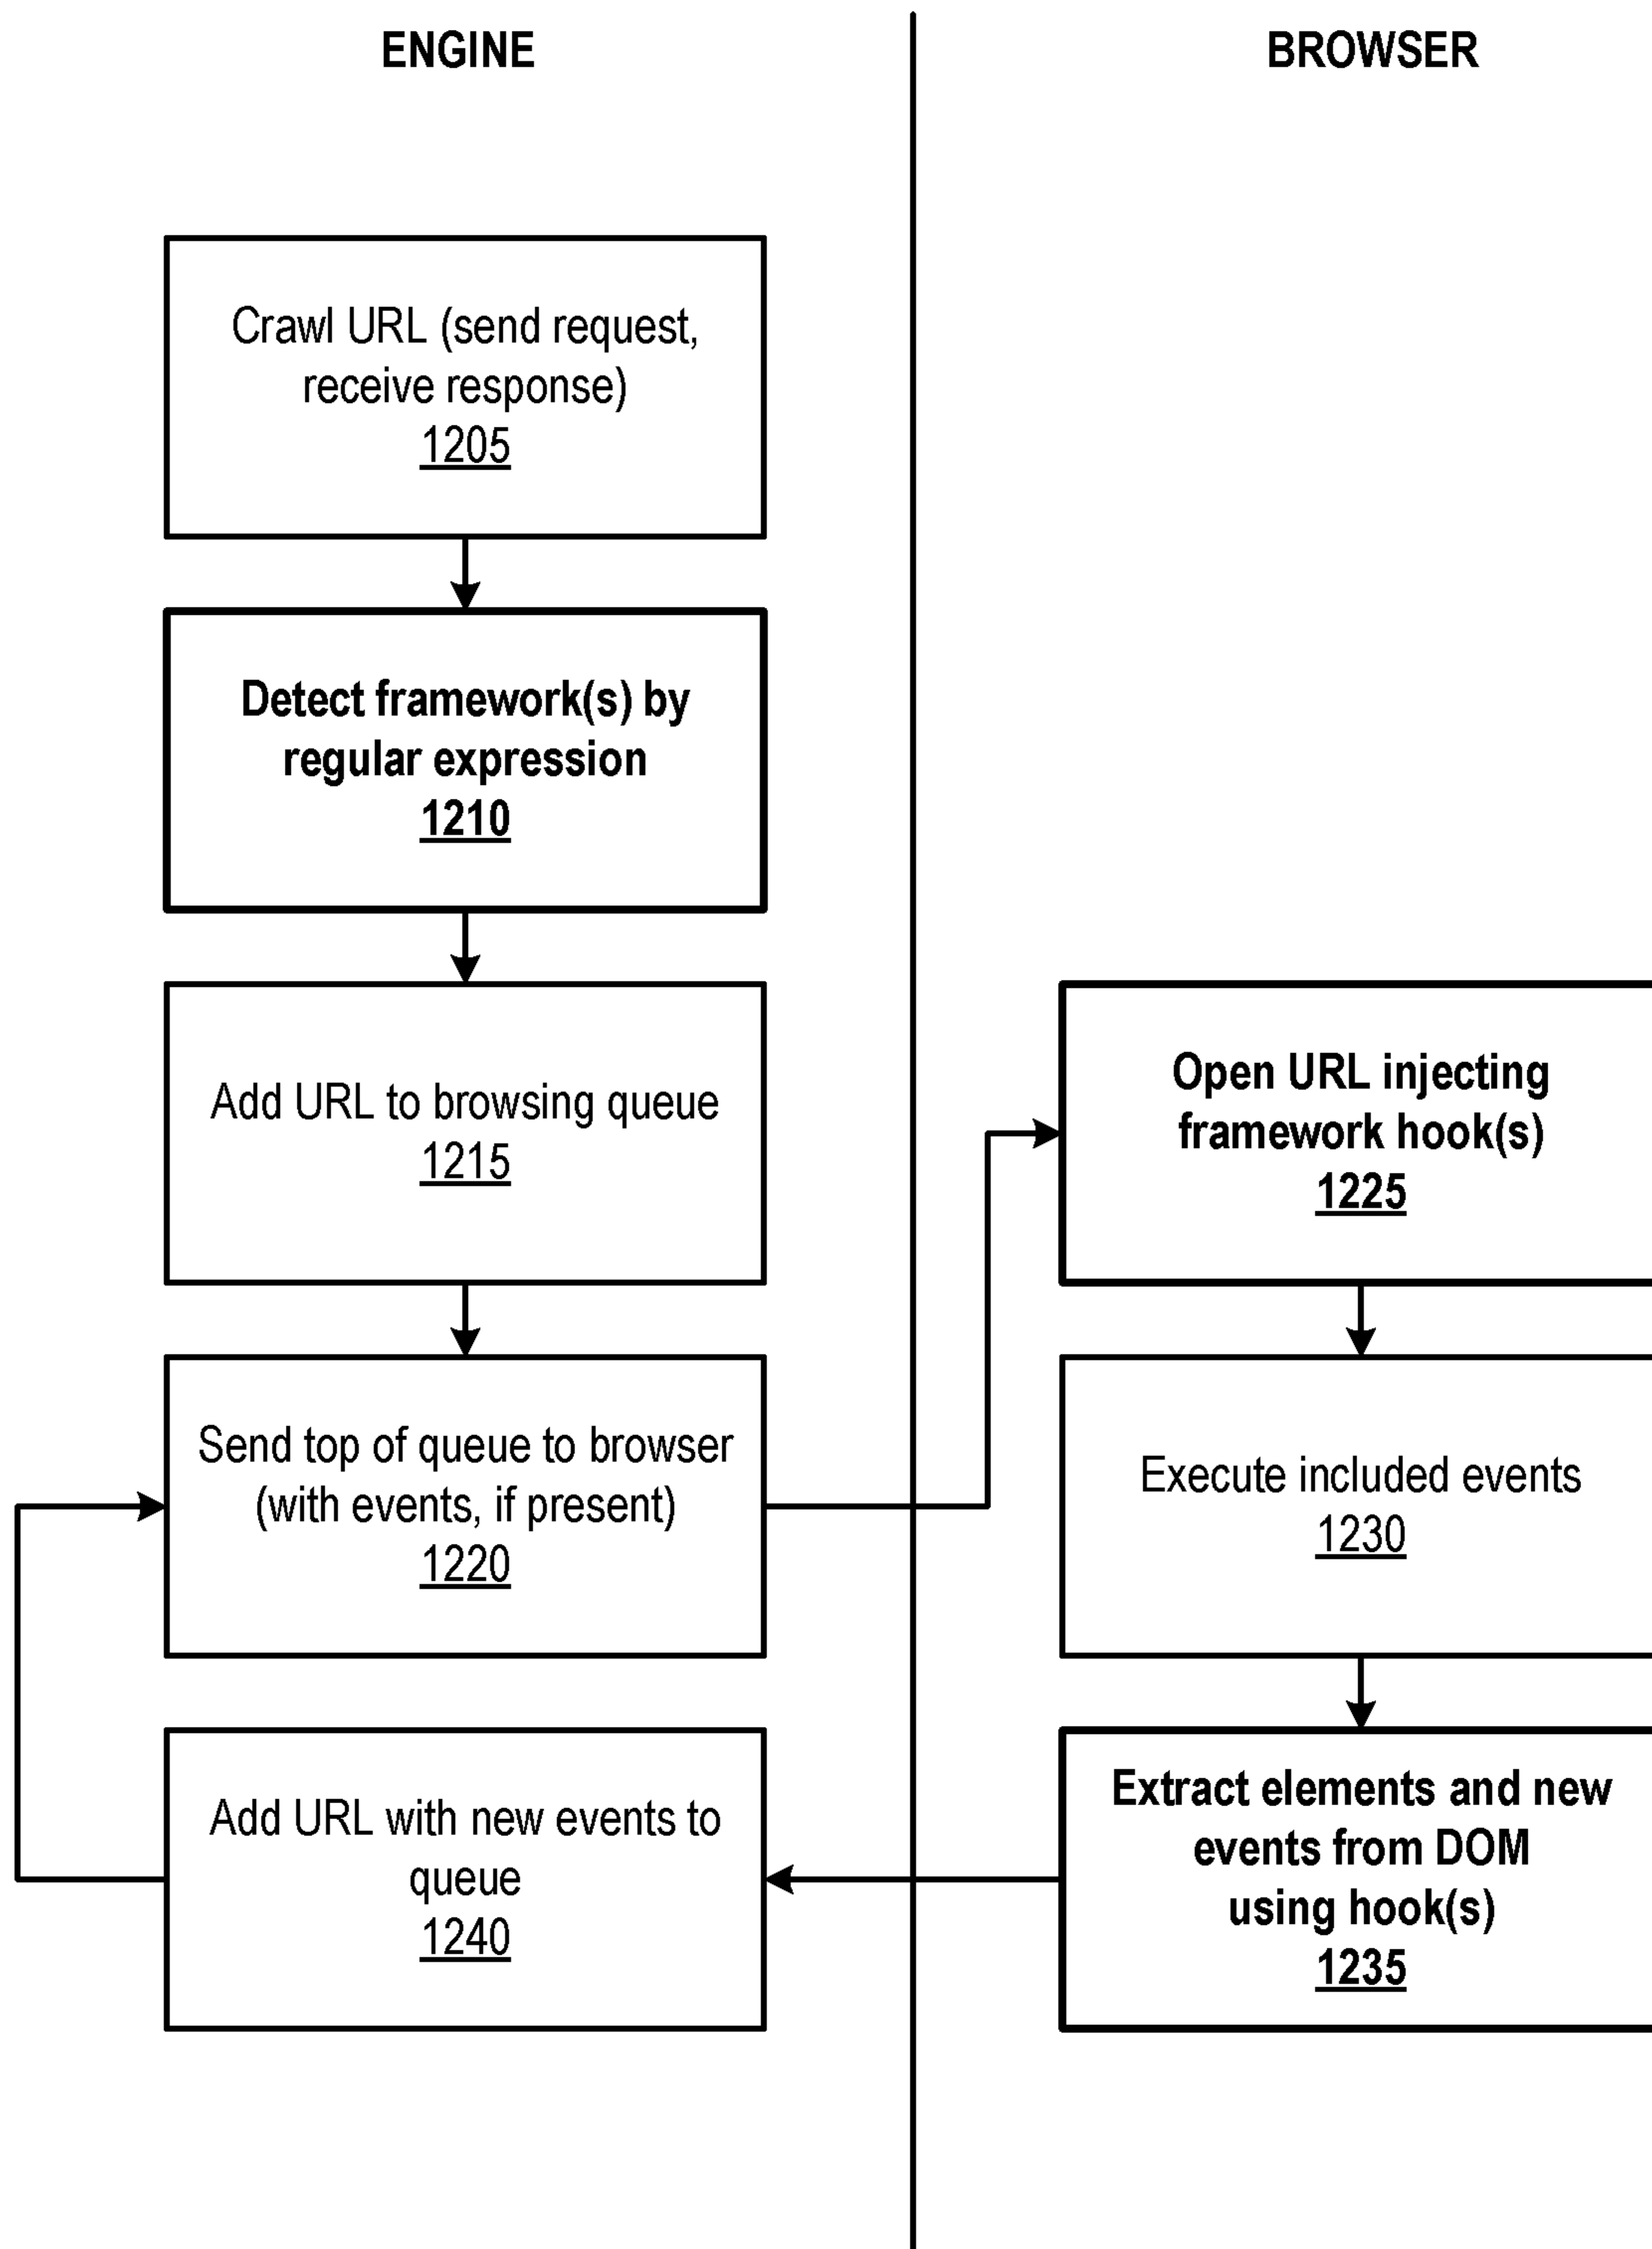 ENGINE
BROWSER
Crawl URL (send request,
receive response)
1205
Detect framework(s) by
regular expression
1210
Add URL to browsing queue
1215
Send top of queue to browser
(with events, if present)
1220
Open URL injecting
framework hook(s)
1225
Execute included events
1230
Extract elements and new
events from DOM
using hook(s)
1235
Add URL with new events to
queue
1240